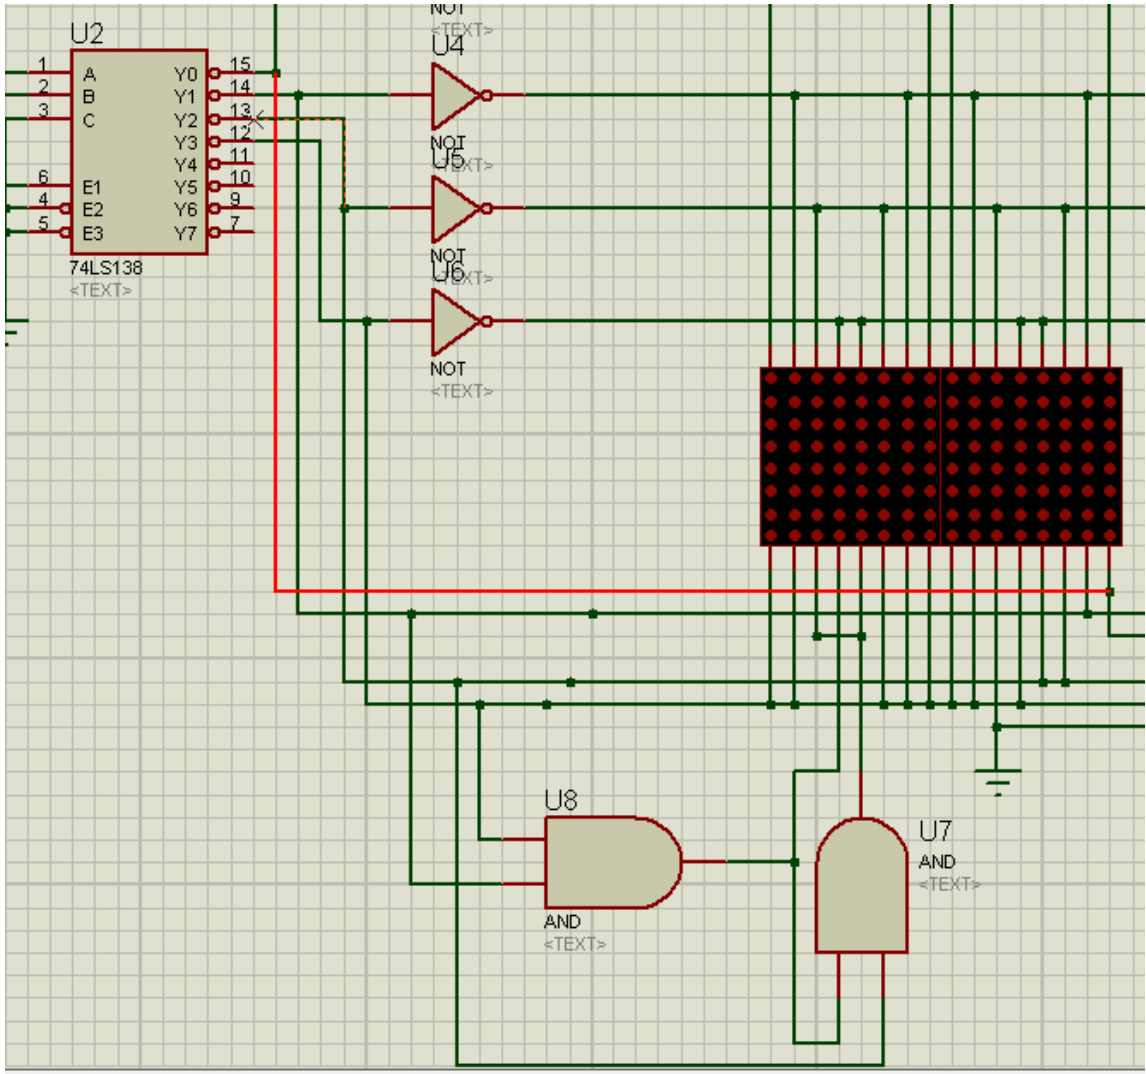 NOT
<TEXT>
U2
U4
1 A Y0 15
2 B Y1 14
3 C Y2 13
Y3 12
Y4 11
6 E1 Y5 10
4 E2 Y6 9
5 E3 Y7 7
74LS138
<TEXT>
NOT
<TEXT>
U5
NOT
<TEXT>
U6
NOT
<TEXT>
U8
AND
<TEXT>
U7
AND
<TEXT>